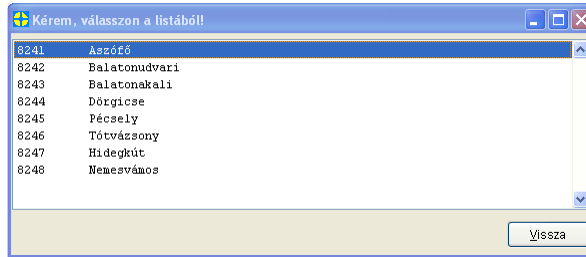 Kérem, válasszon a listából!
8241 Aszófő
8242 Balatonudvari
8243 Balatonakali
8244 Dörgicse
8245 Pécsely
8246 Tótvázsony
8247 Hidegkút
8248 Nemesvámos
Vissza